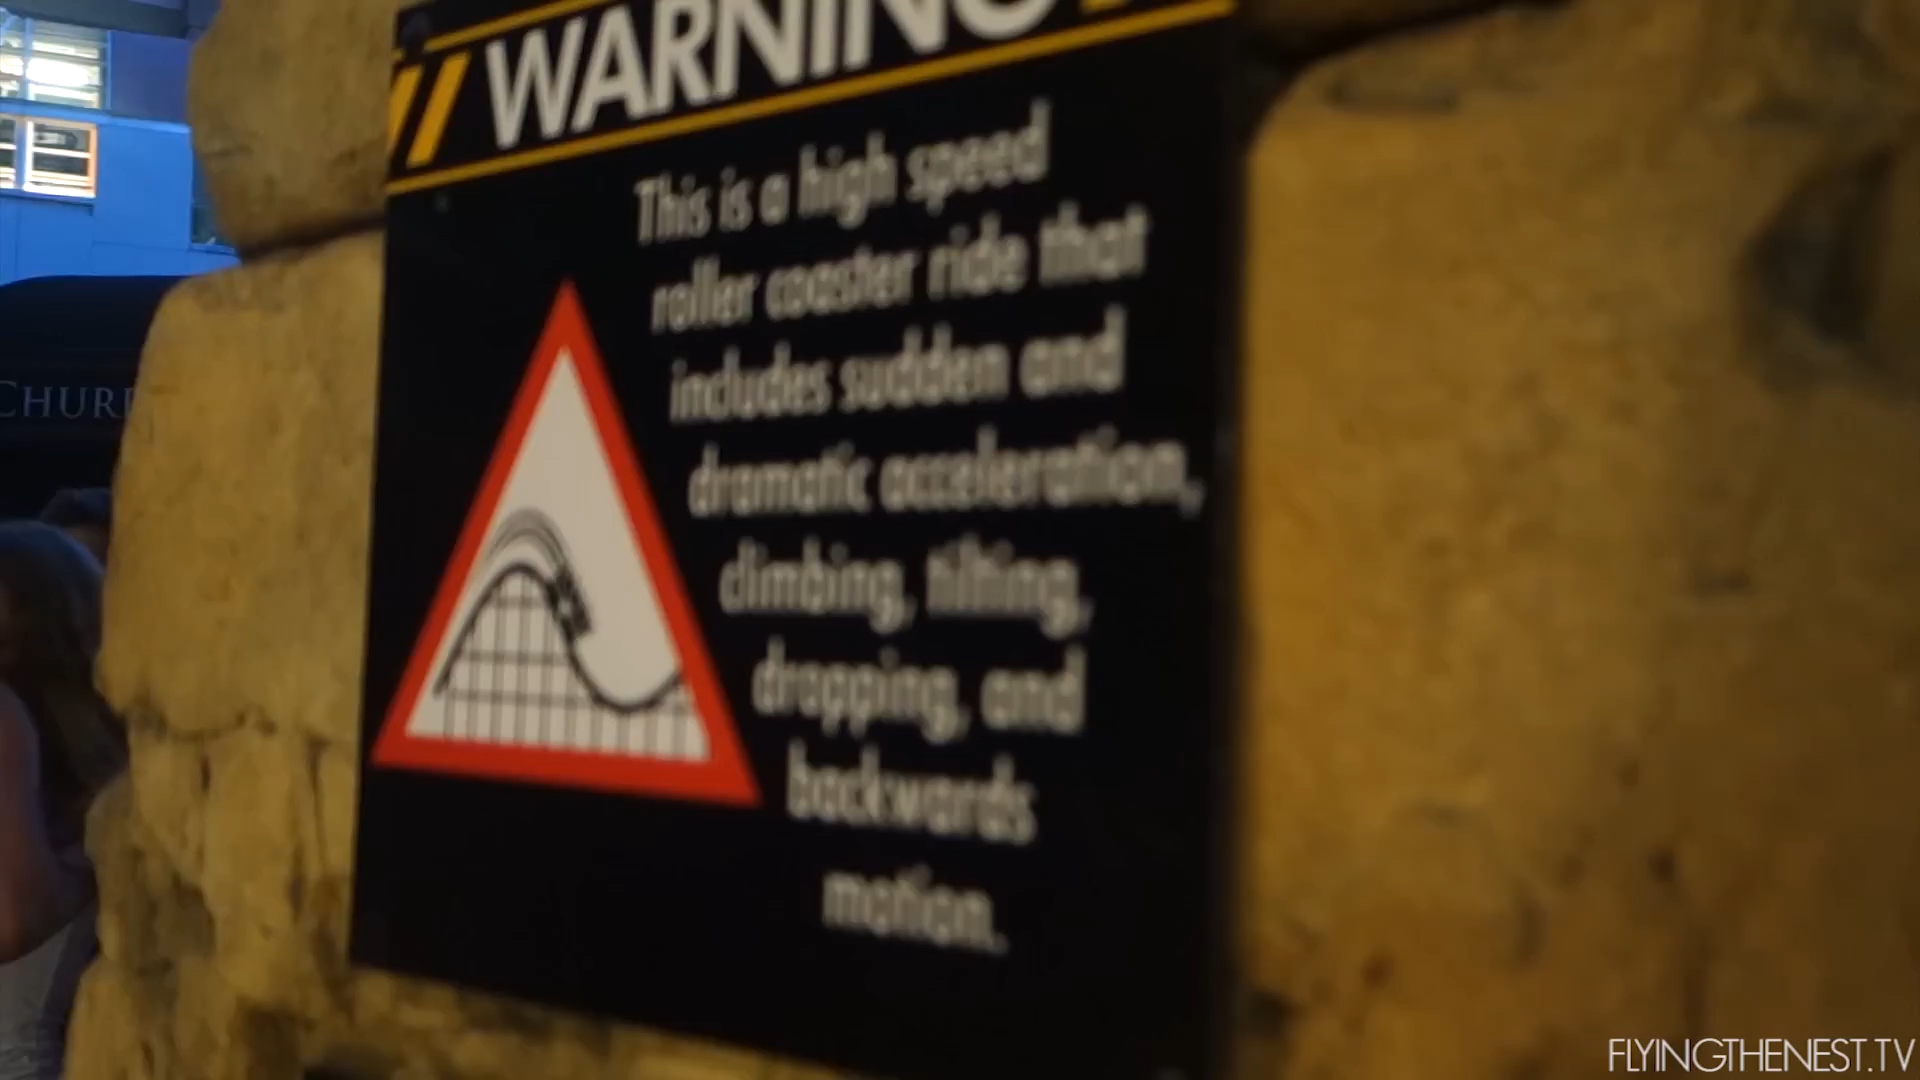 WARNING
This is a high speed
roller coaster ride that
includes sudden and
dramatic acceleration,
climbing, tilting,
dropping, and
backwards
motion.
CHUR
FLYINGTHENEST.TV